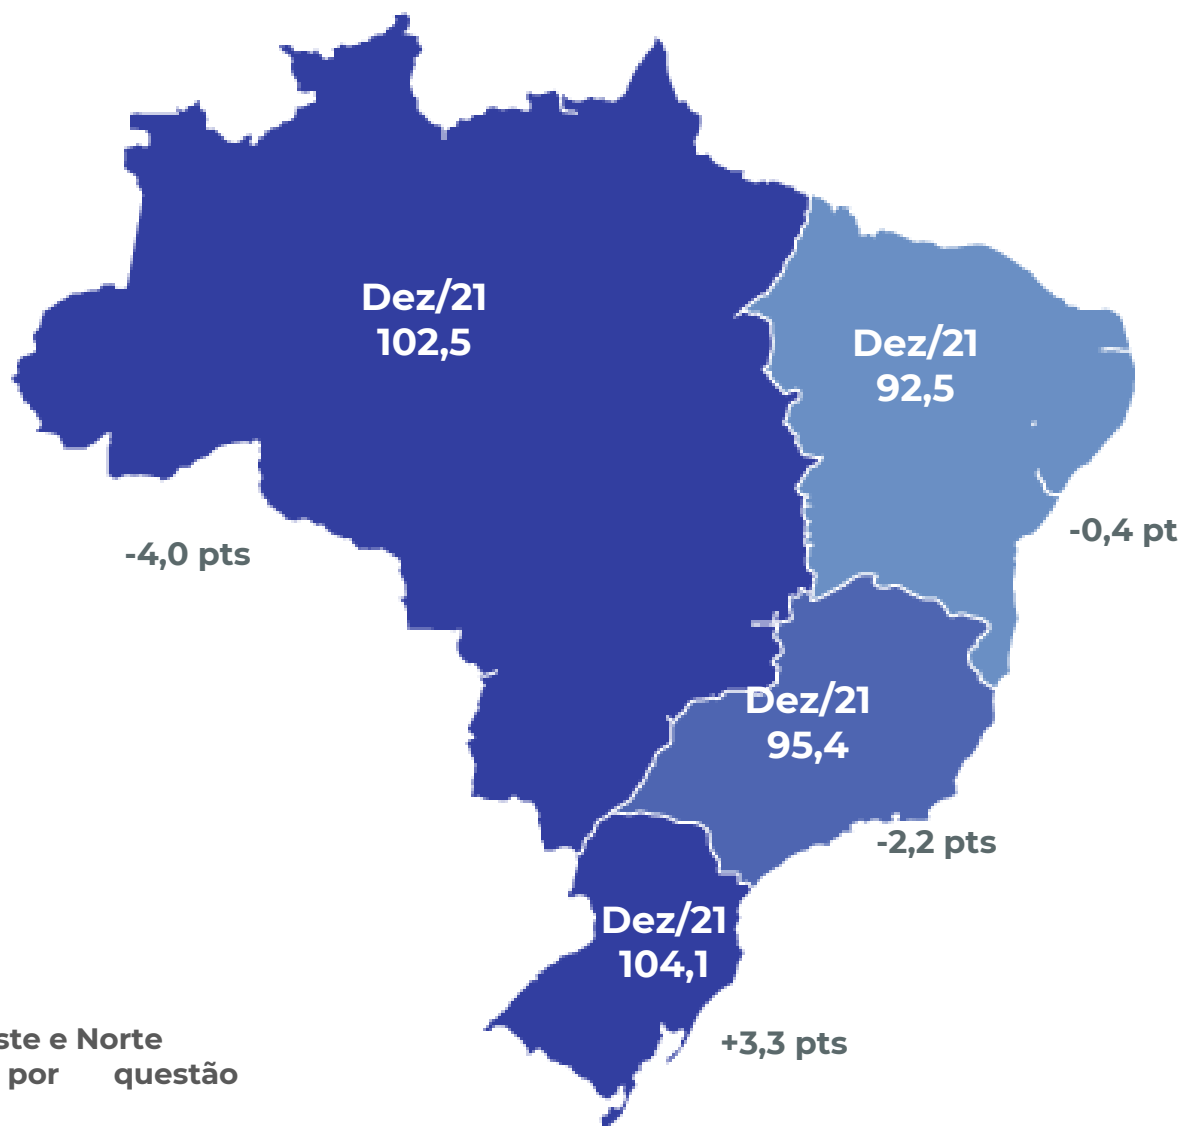 Dez/21
102,5
Dez/21
92,5
-4,0 pts
-0,4 pt
Dez/21
95,4
-2,2 pts
Dez/21
104,1
+3,3 pts
e Norte
por questão